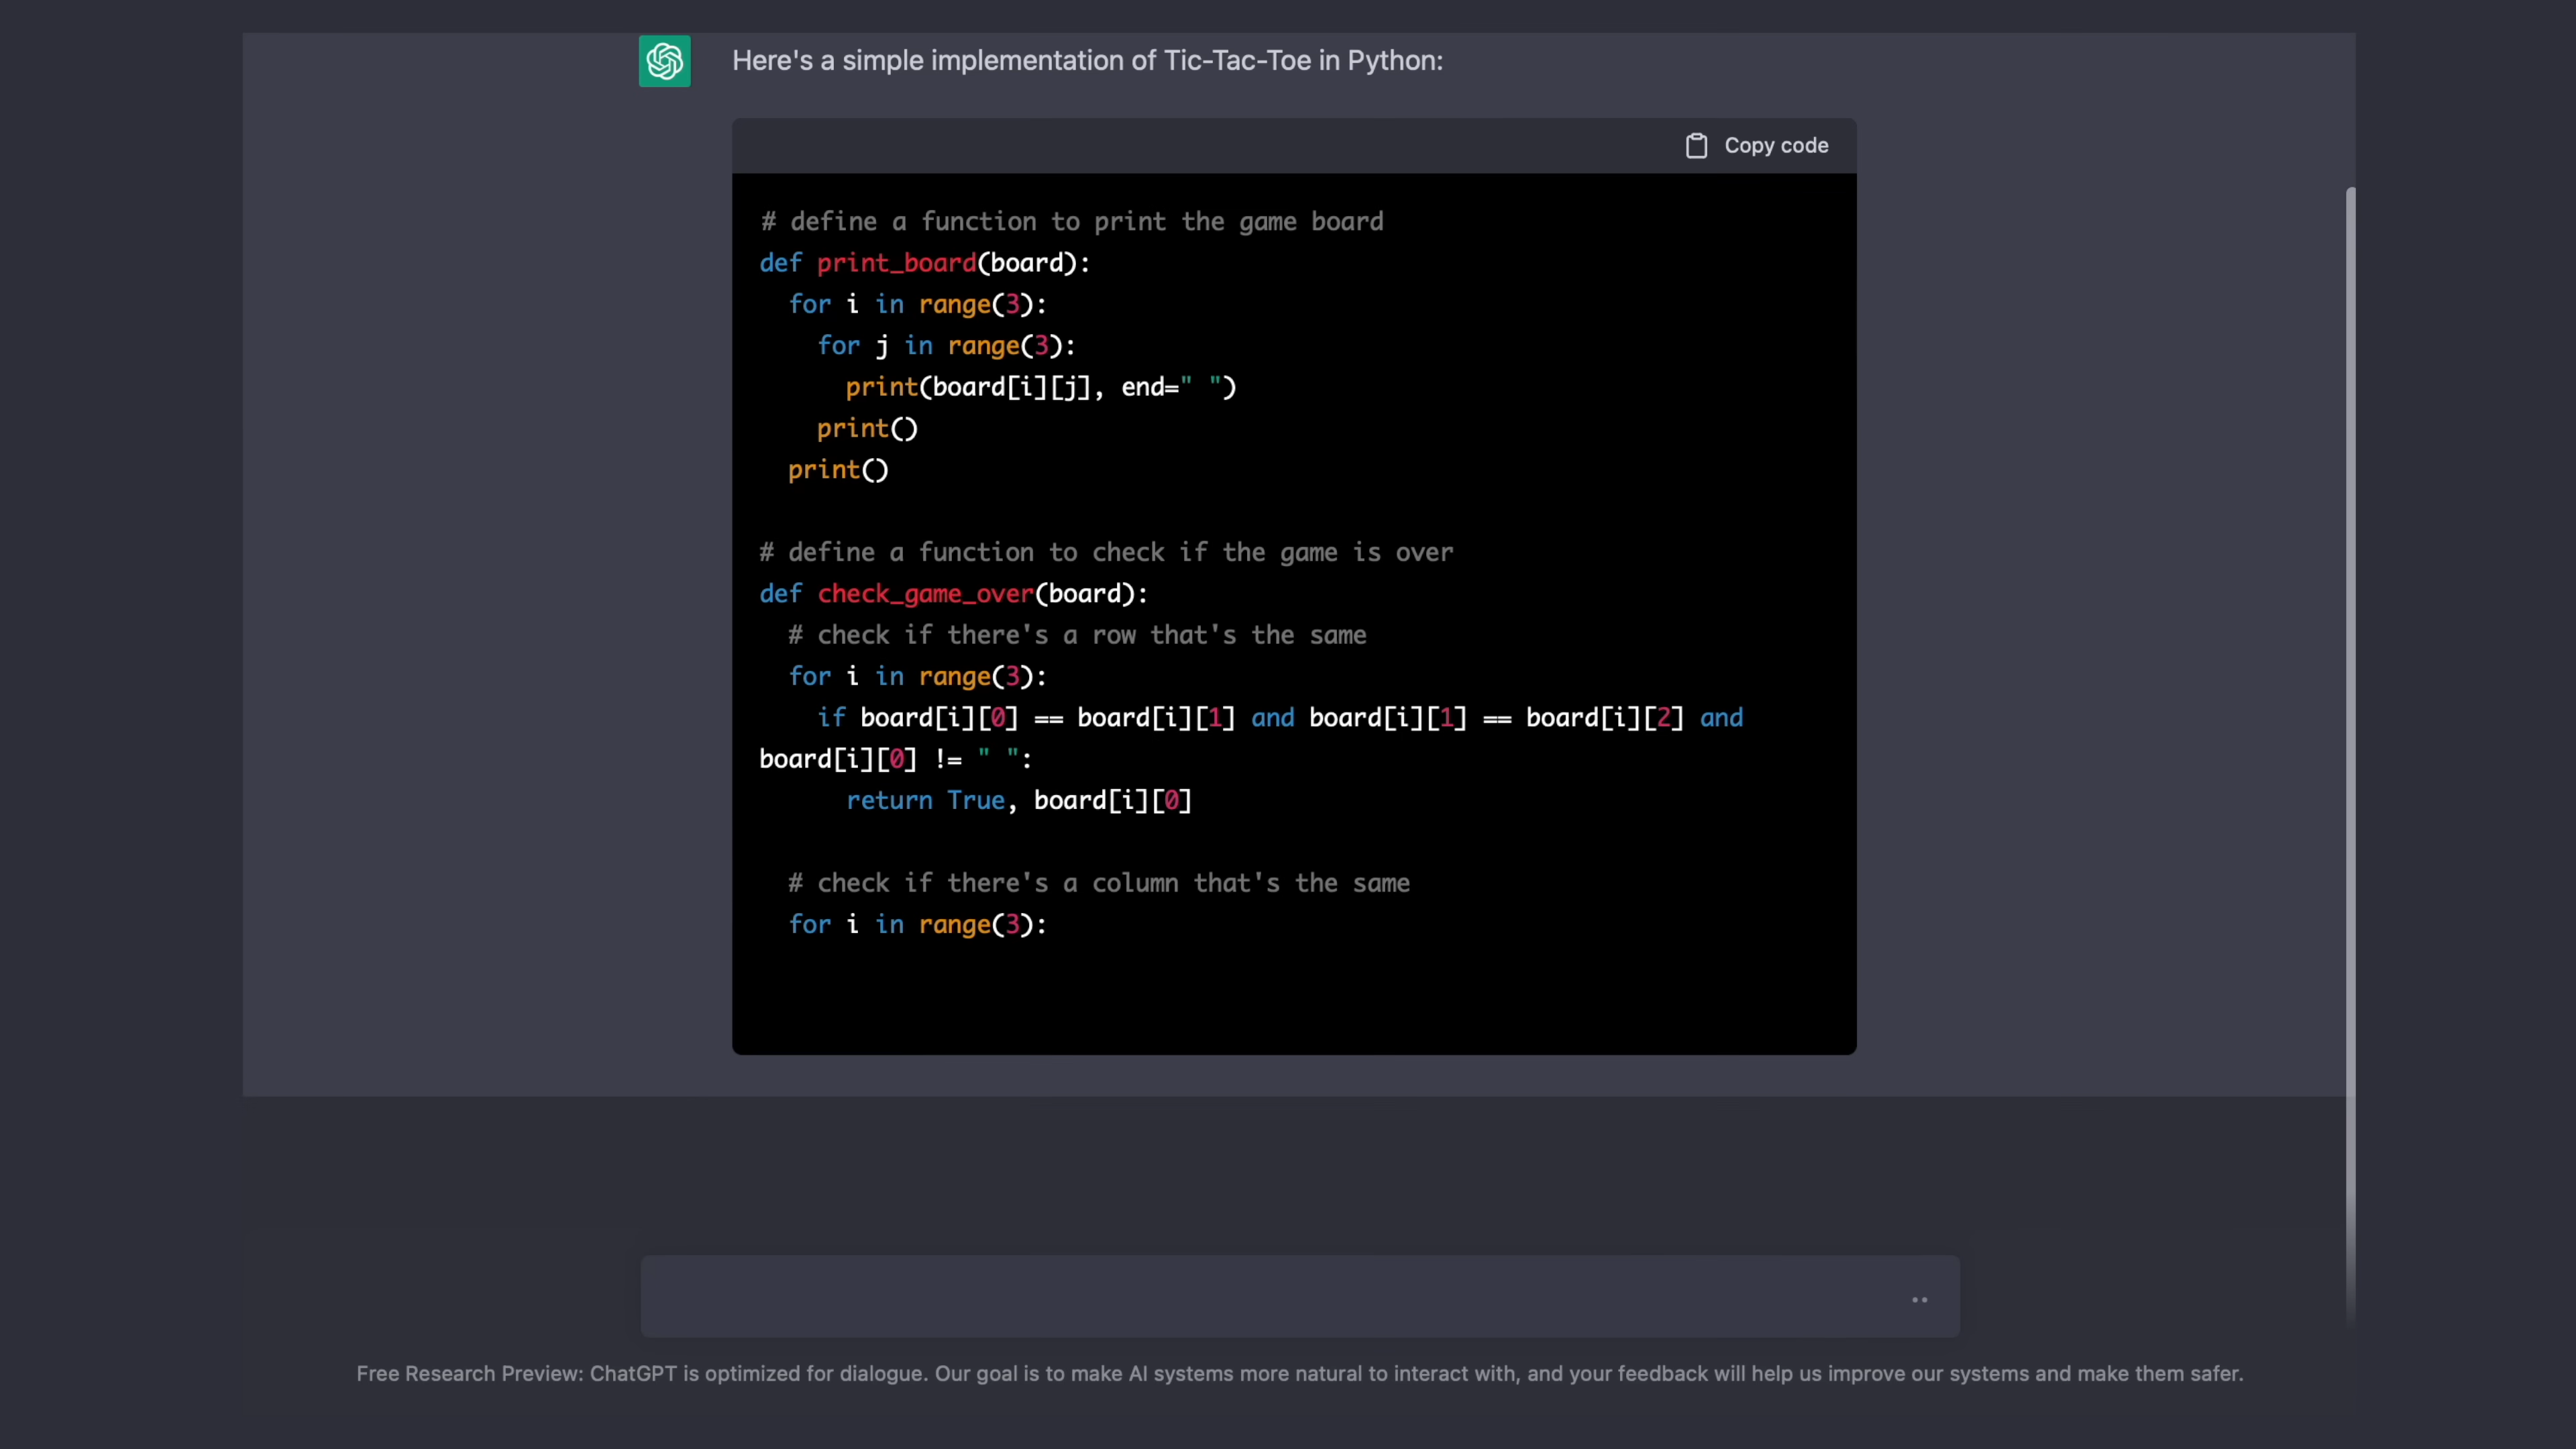 Here's a simple implementation of Tic-Tac-Toe in Python:
Copy code
# define a function to print the game board
def print_board(board):
  for i in range(3):
    for j in range(3):
      print(board[i][j], end=" ")
    print()
  print()

# define a function to check if the game is over
def check_game_over(board):
  # check if there's a row that's the same
  for i in range(3):
    if board[i][0] == board[i][1] and board[i][1] == board[i][2] and
board[i][0] != " ":
      return True, board[i][0]

  # check if there's a column that's the same
  for i in range(3):
Free Research Preview: ChatGPT is optimized for dialogue. Our goal is to make AI systems more natural to interact with, and your feedback will help us improve our systems and make them safer.